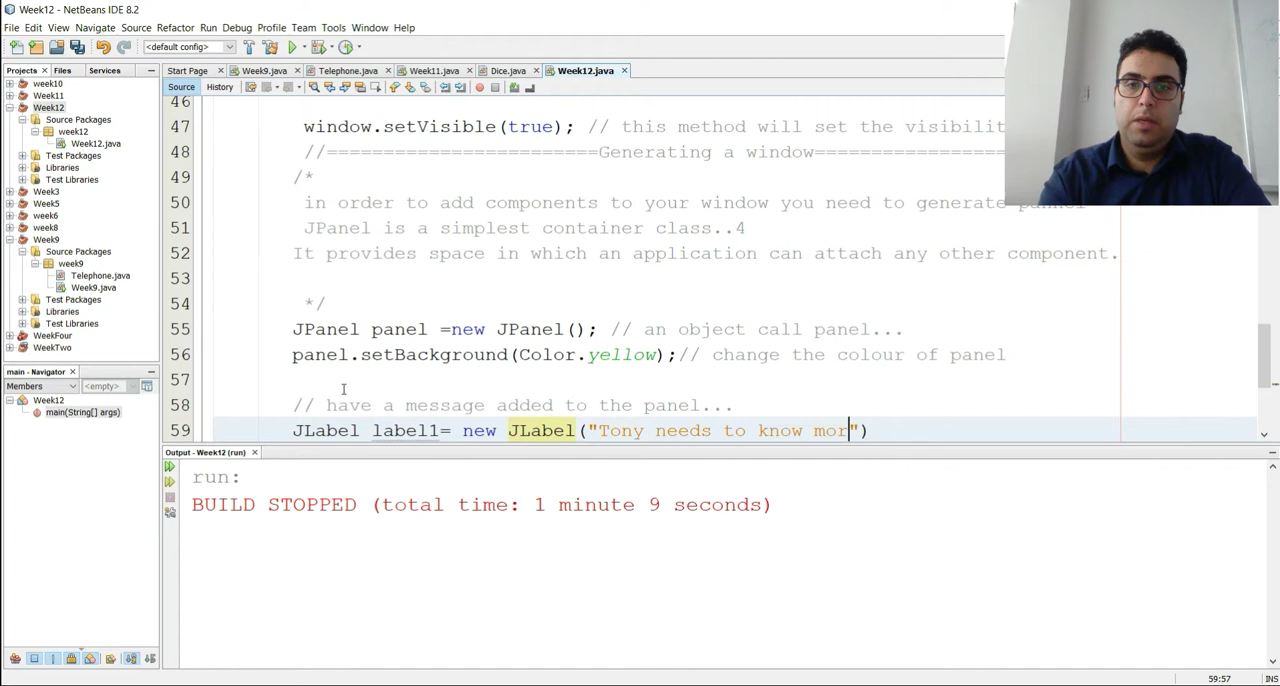 Week12 - NetBeans IDE 8.2
File Edit View Navigate Source Refactor Run Debug Profile Team Tools Window Help
<default config>
Projects Files Services
Start Page Week9.java Telephone.java Week11.java Dice.java Week12.java
Source History
week10
Week11
Week12
Source Packages
week12
Week12.java
Test Packages
Libraries
Test Libraries
Week3
Week5
week6
week8
Week9
Source Packages
week9
Telephone.java
Week9.java
Test Packages
Libraries
Test Libraries
WeekFour
WeekTwo
main - Navigator
Members <empty>
Week12
main(String[] args)
46
47 window.setVisible(true); // this method will set the visibilit
48 //=======================Generating a window=================
49 /*
50 in order to add components to your window you need to generate pannel
51 JPanel is a simplest container class..4
52 It provides space in which an application can attach any other component.
53
54 */
55 JPanel panel =new JPanel(); // an object call panel...
56 panel.setBackground(Color.yellow);// change the colour of panel
57
58 // have a message added to the panel...
59 JLabel label1= new JLabel("Tony needs to know mor")
Output - Week12 (run)
run:
BUILD STOPPED (total time: 1 minute 9 seconds)
59:57 INS